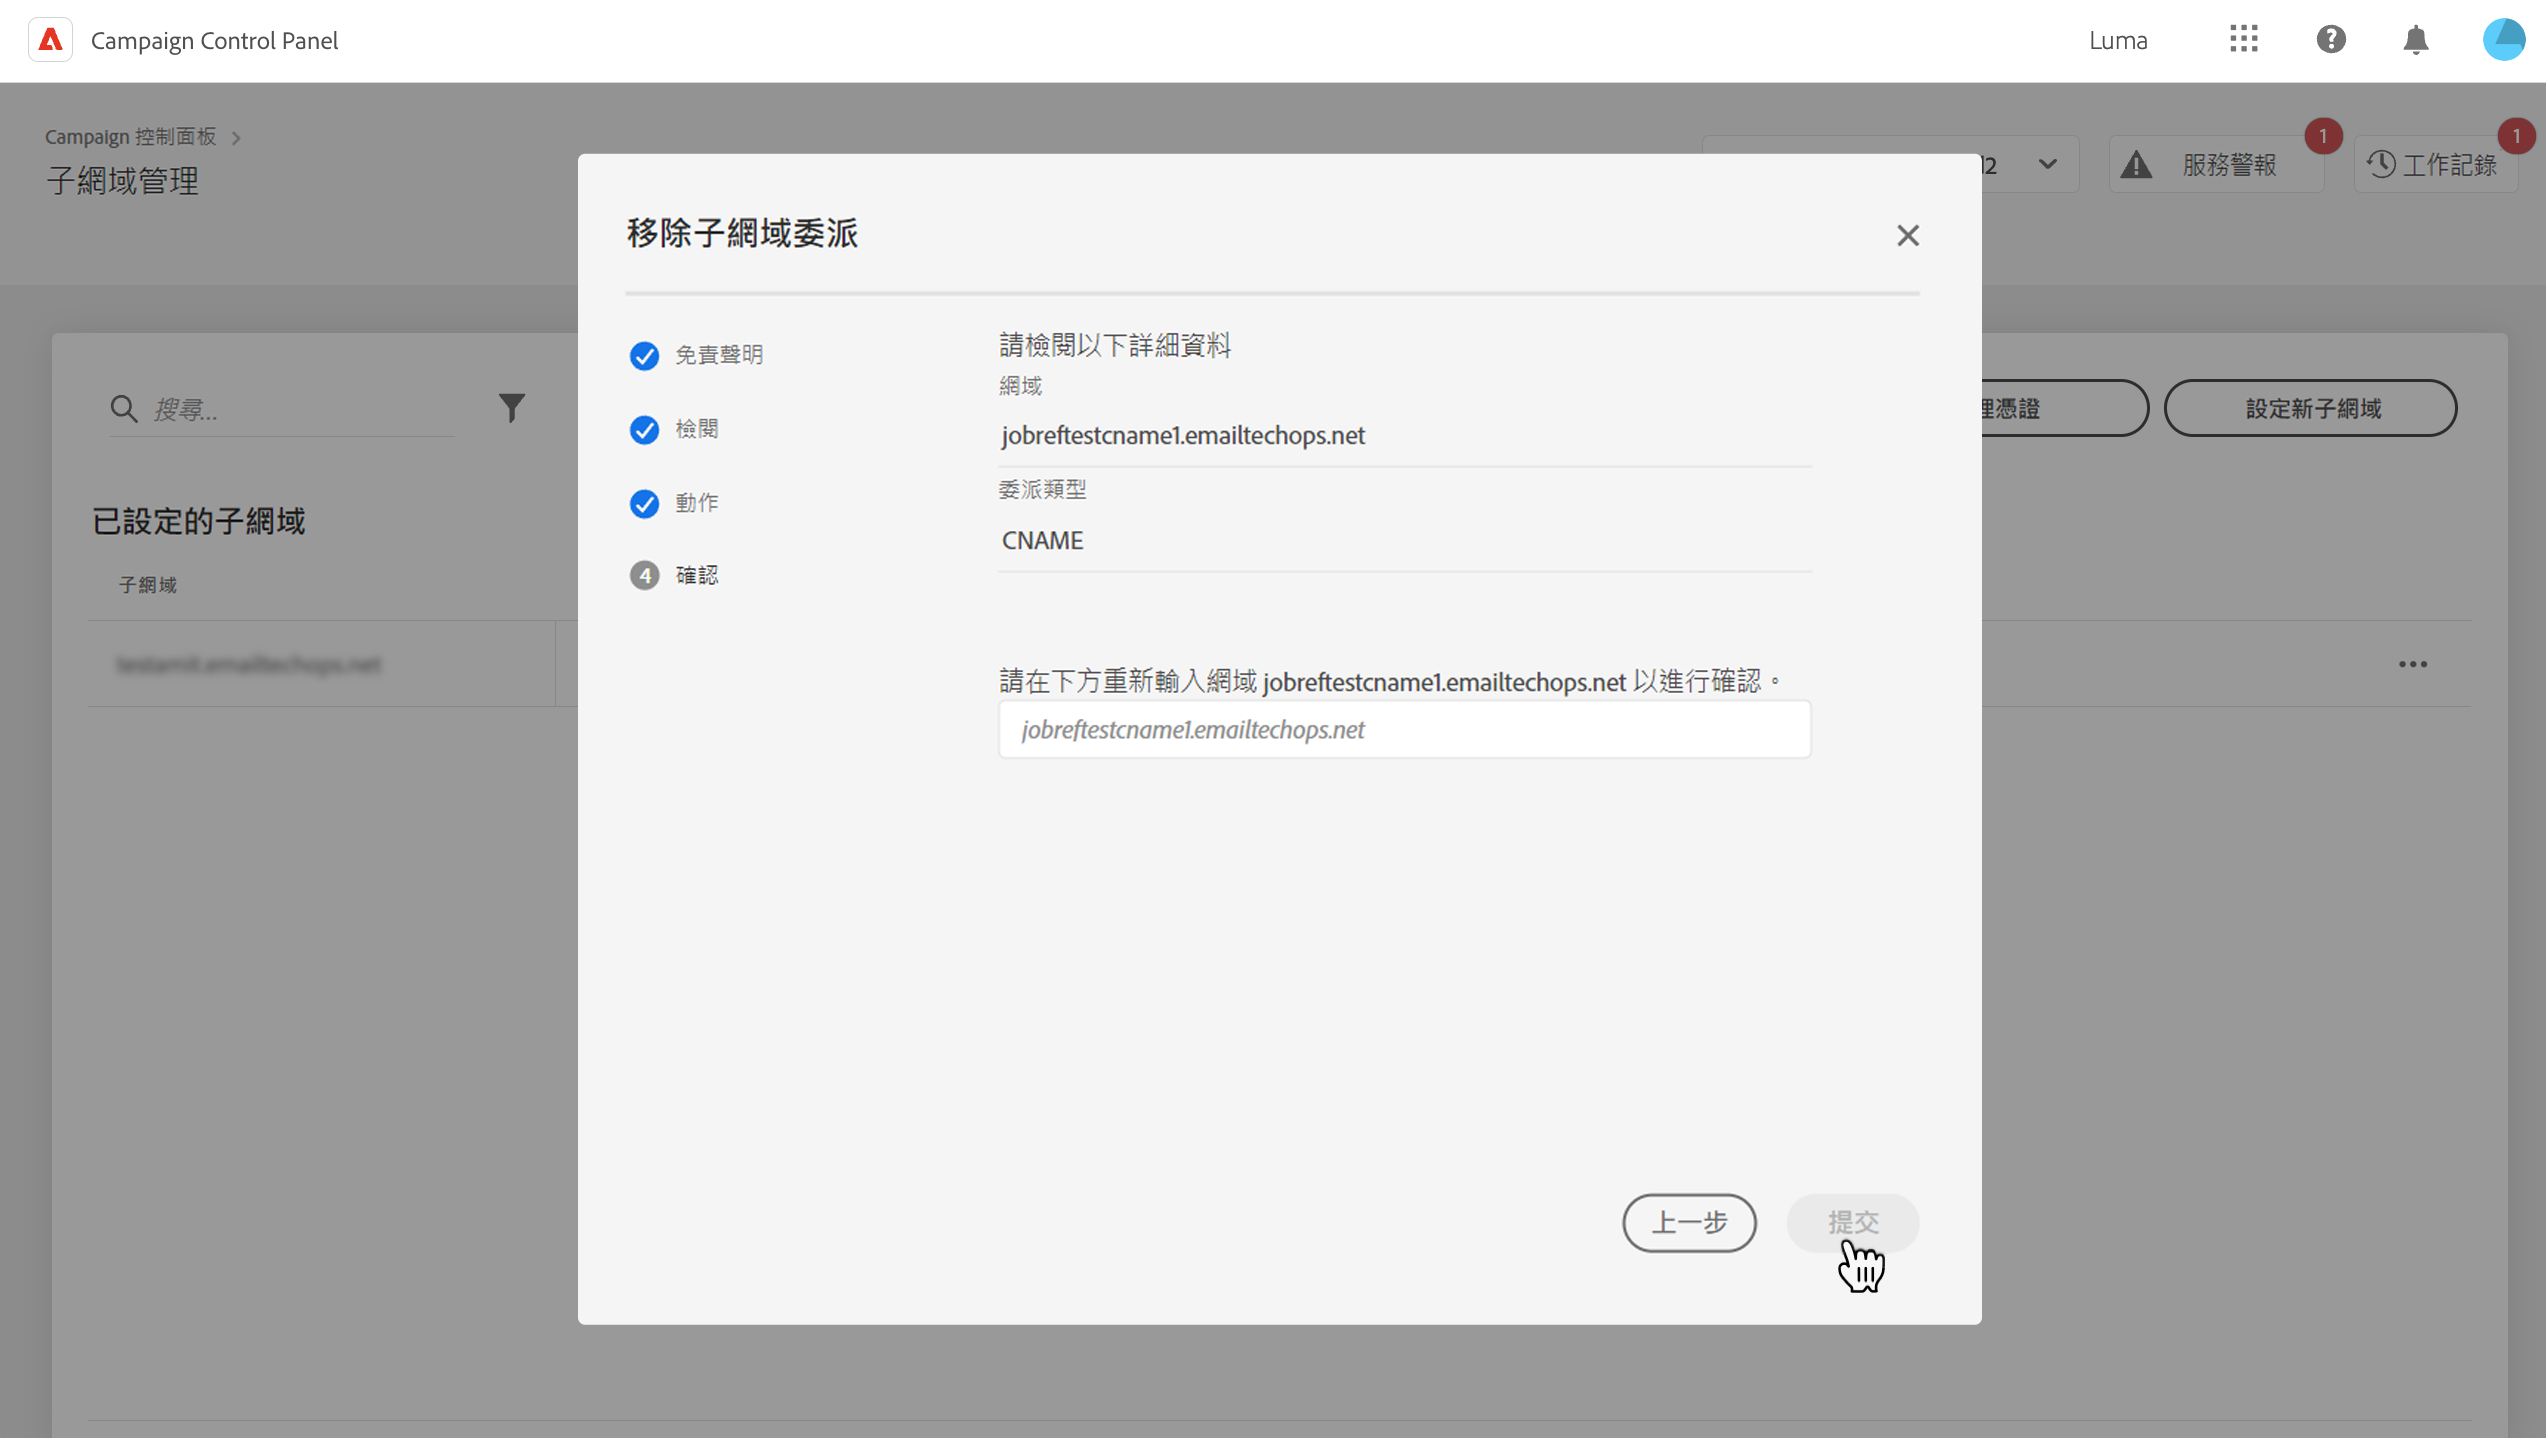 Campaign Control Panel
Luma
Campaign 控制面板
子網域管理
服務警報
1
工作記錄
1
移除子網域委派
免責聲明
檢閱
動作
4 確認
請檢閱以下詳細資料
網域
jobreftestcname1.emailtechops.net
委派類型
CNAME
請在下方重新輸入網域 jobreftestcname1.emailtechops.net 以進行確認。
jobreftestcname1.emailtechops.net
上一步
提交
搜尋...
理憑證
設定新子網域
已設定的子網域
子網域